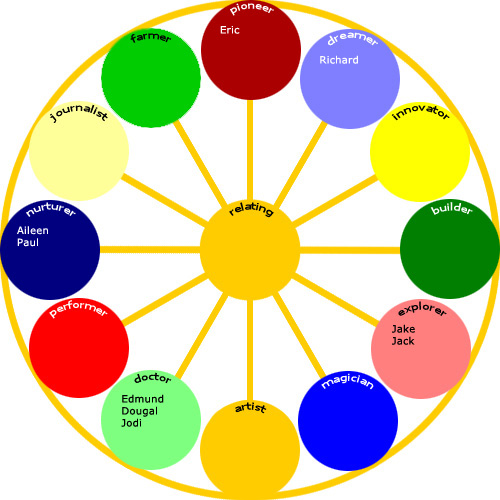 pioneer
Eric
dreamer
Richard
farmer
innovator
journalist
nurturer
Aileen
Paul
relating
builder
performer
explorer
Jake
Jack
doctor
Edmund
Dougal
Jodi
magician
artist